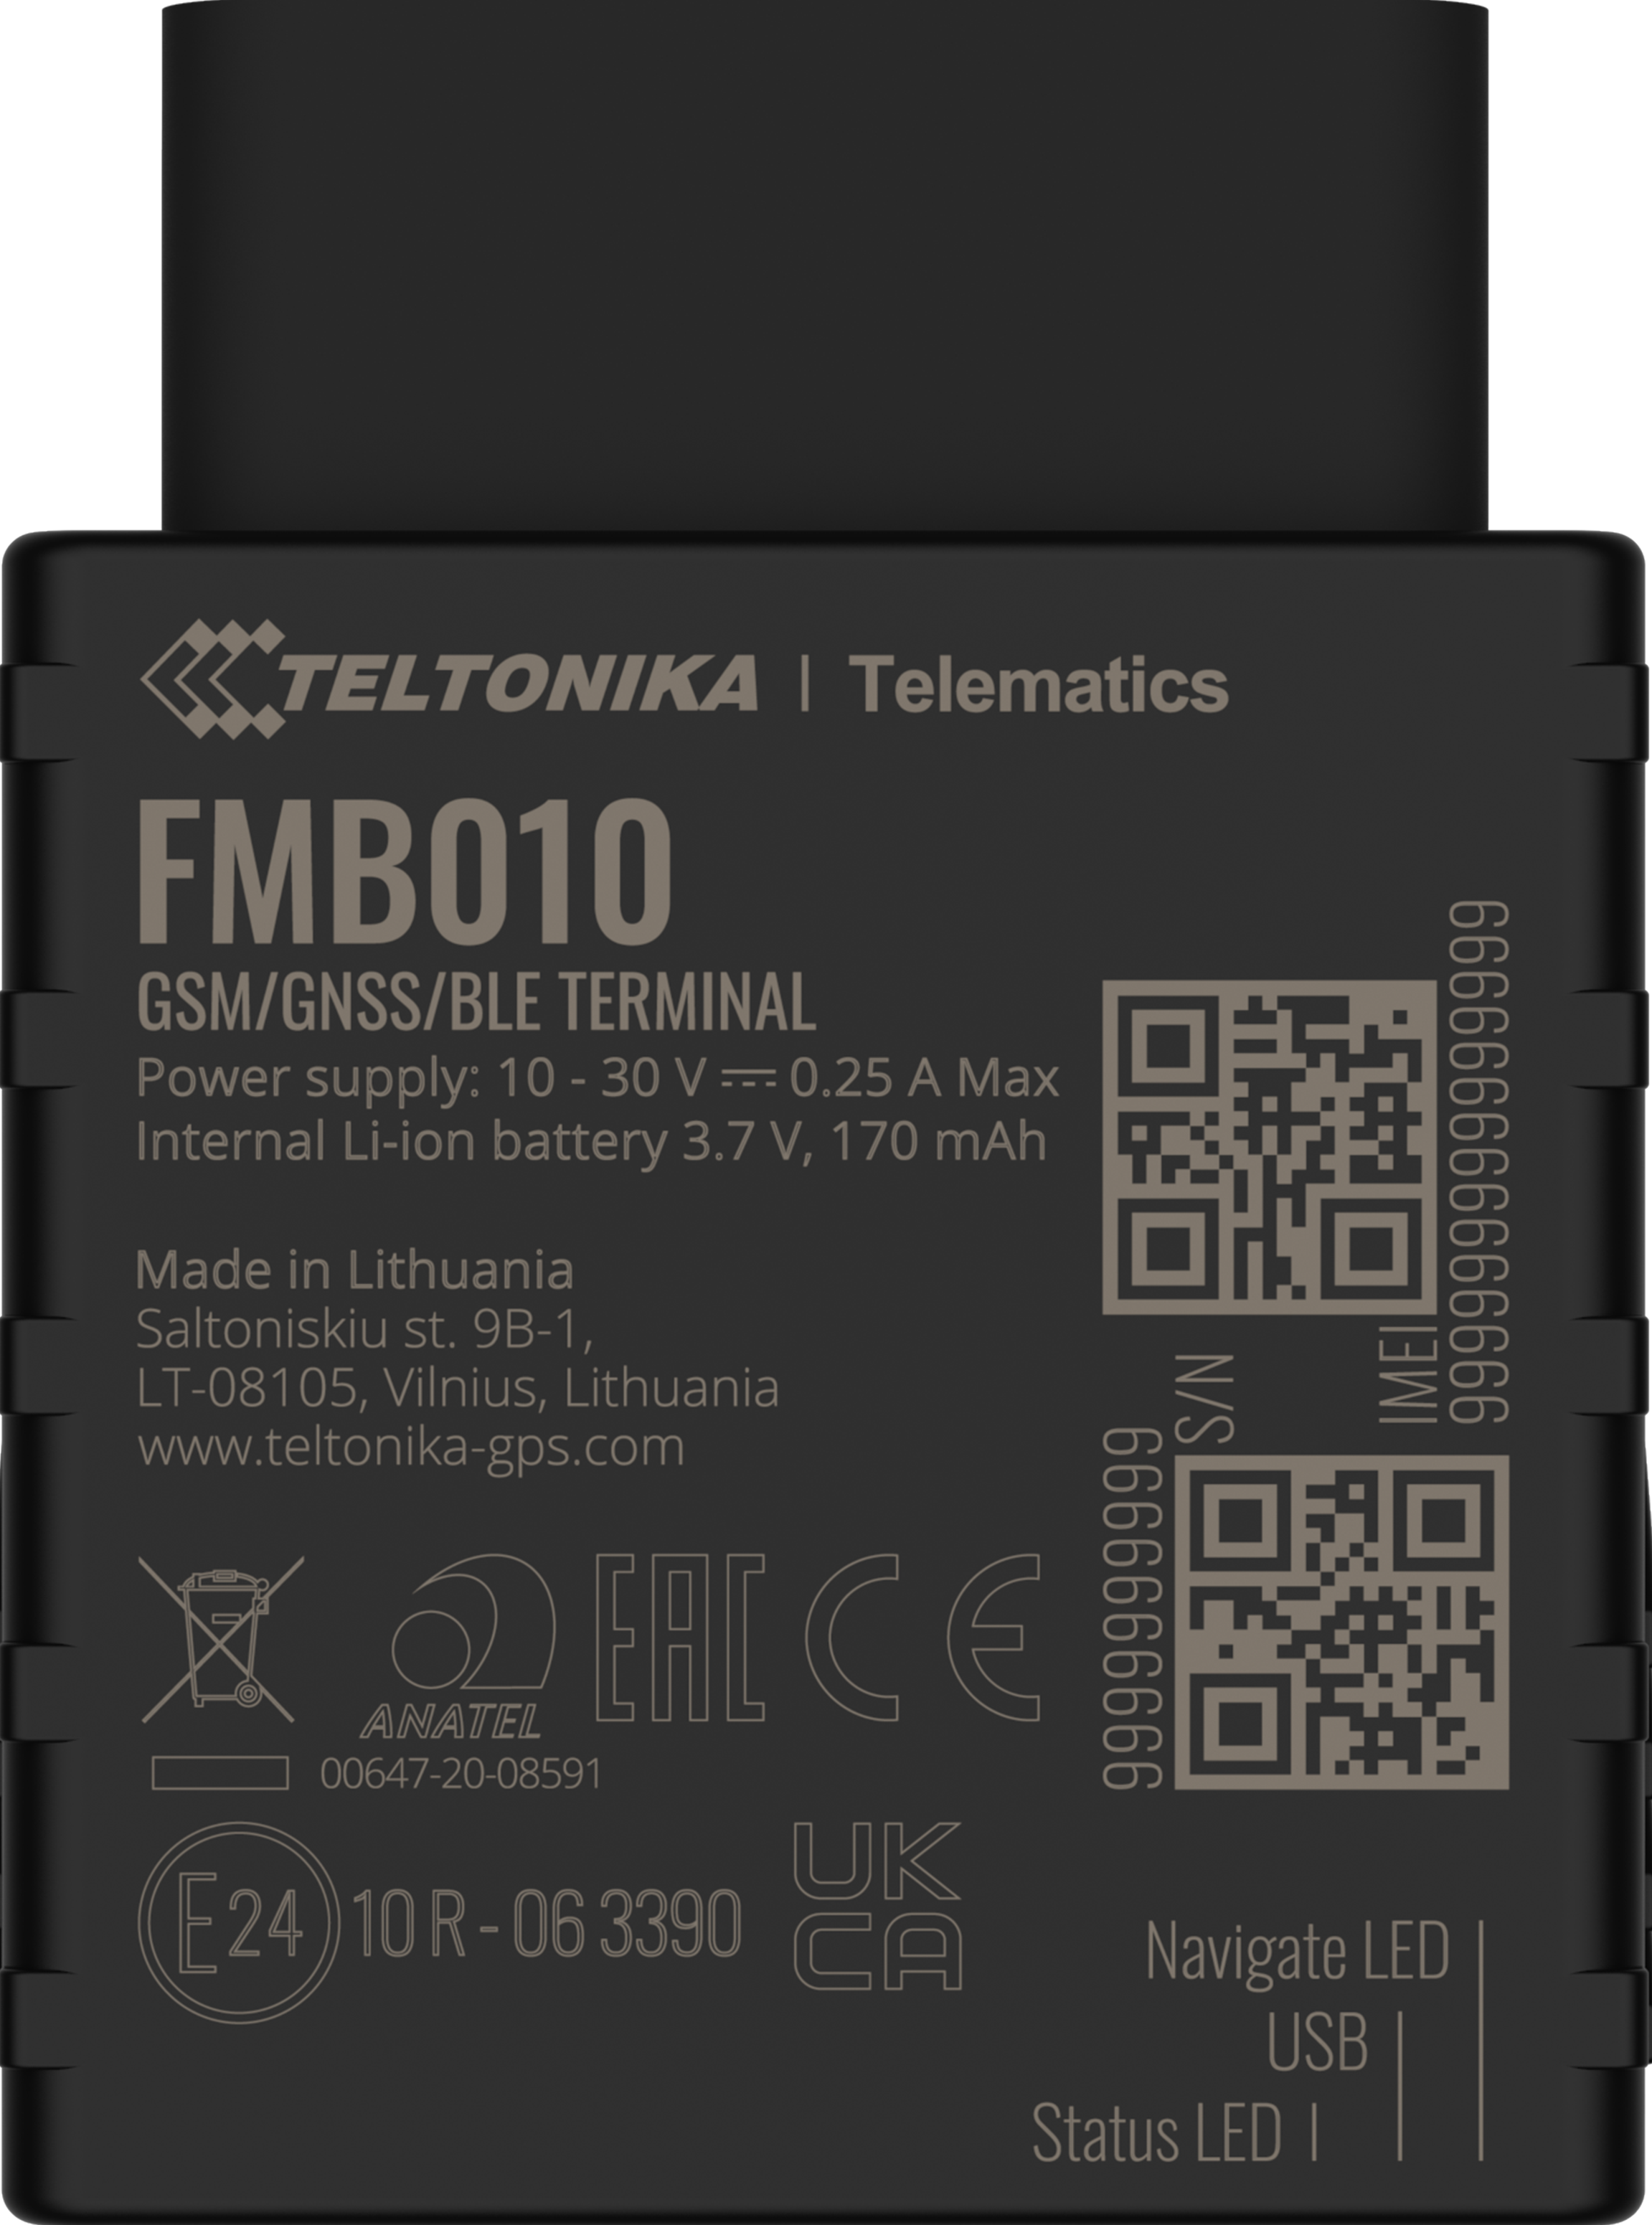 TELTONIKA | Telematics
FMB010
GSM/GNSS/BLE TERMINAL
Power supply: 10 - 30 V ⎓ 0.25 A Max
Internal Li-ion battery 3.7 V, 170 mAh
Made in Lithuania
Saltoniskiu st. 9B-1,
LT-08105, Vilnius, Lithuania
www.teltonika-gps.com
IMEI
999999999999999
S/N
9999999999
ANATEL
00647-20-08591
EAC
CE
E24
10 R - 06 3390
UK
CA
Navigate LED
USB
Status LED